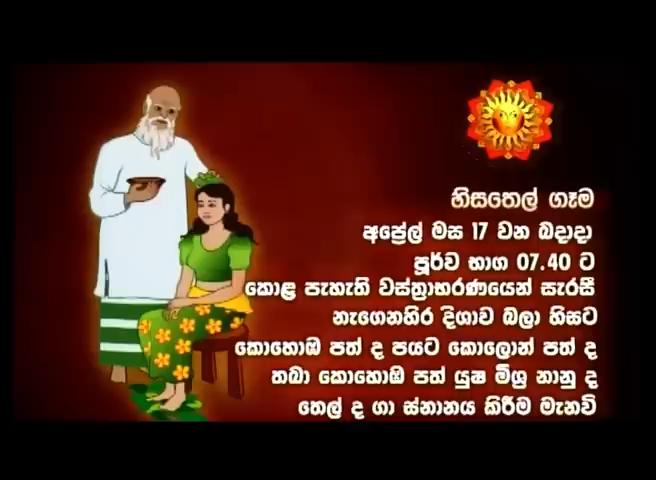 හිසතෙල් ගෑම
අප්‍රේල් මස 17 වන බදාදා
පූර්ව භාග 07.40 ට
කොළ පැහැති වස්ත්‍රාභරණයෙන් සැරසී
නැගෙනහිර දිශාව බලා හිසට
කොහොඹ පත් ද පයට කොලොන් පත් ද
තබා කොහොඹ පත් යුෂ මිශ්‍ර නානු ද
තෙල් ද ගා ස්නානය කිරීම මැනවි